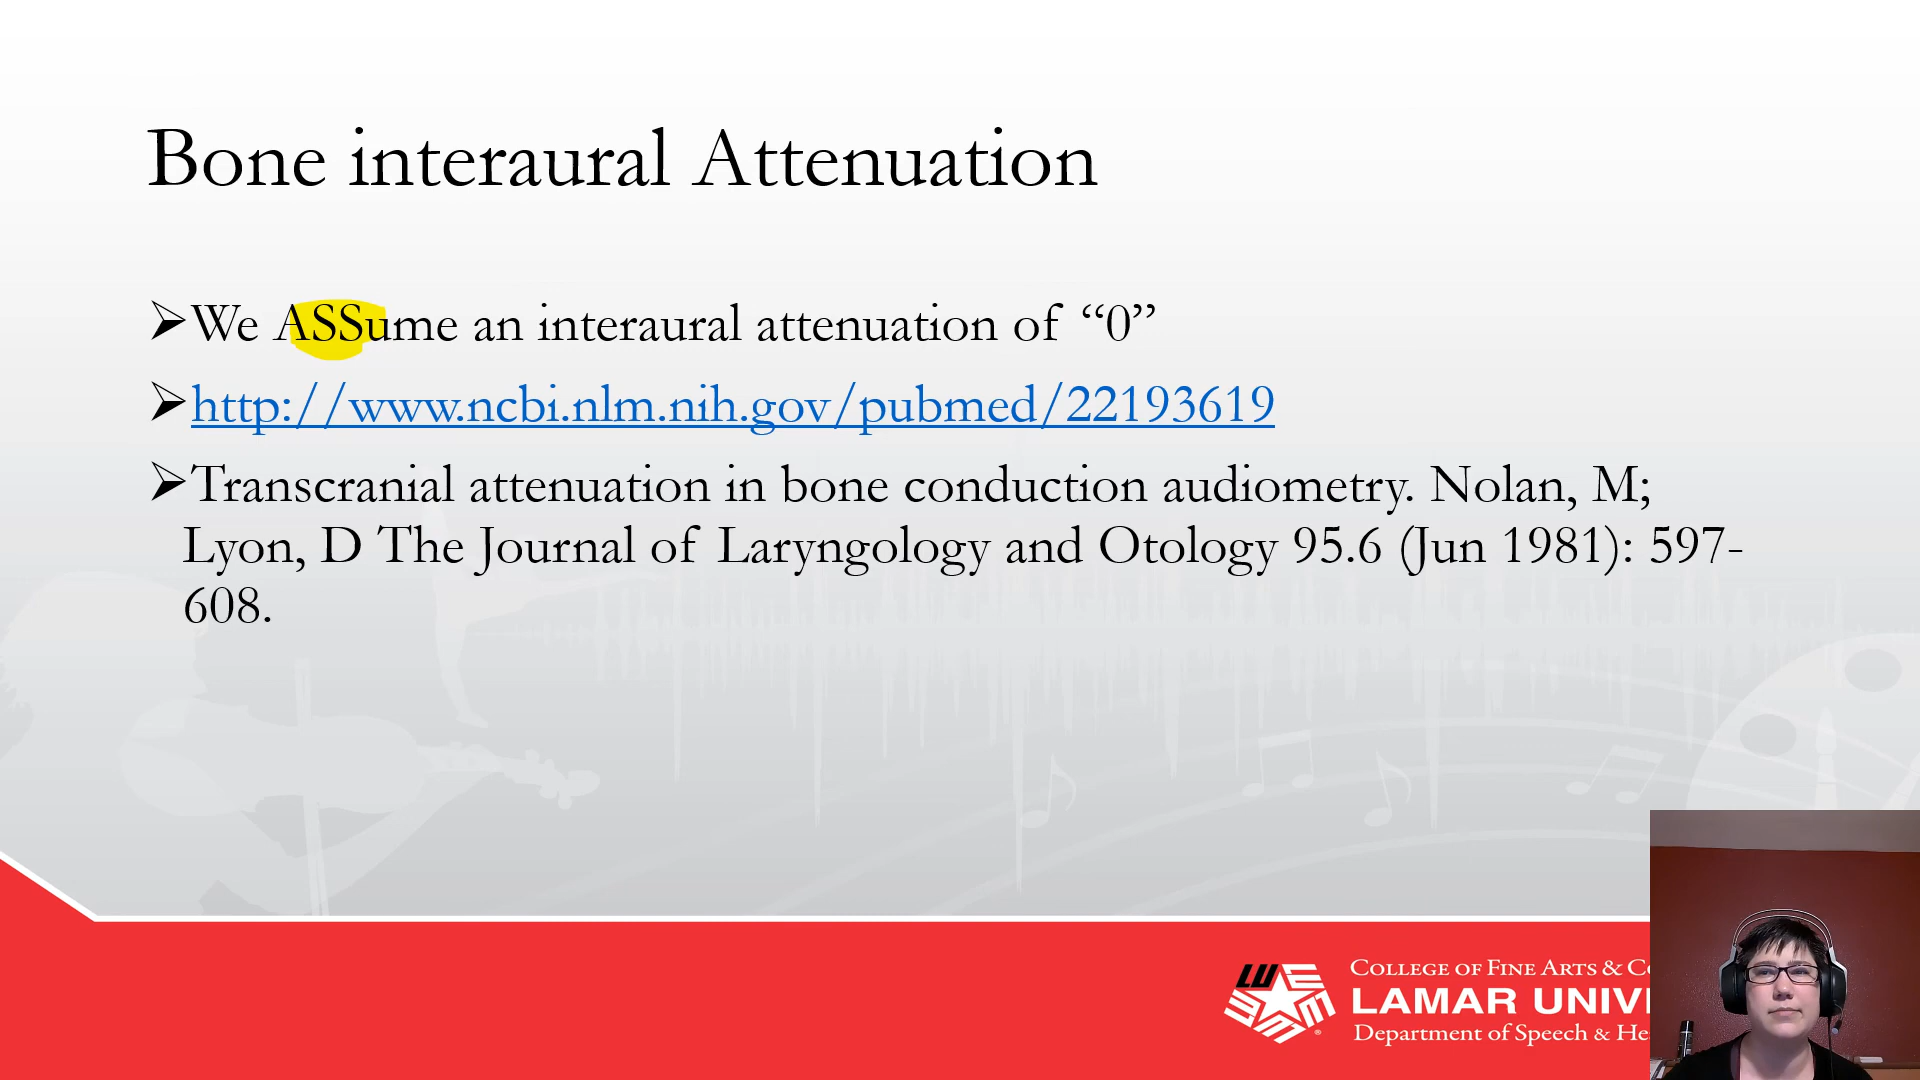 Bone interaural Attenuation
➢We ASSume an interaural attenuation of “0”
➢http://www.ncbi.nlm.nih.gov/pubmed/22193619
➢Transcranial attenuation in bone conduction audiometry. Nolan, M;
Lyon, D The Journal of Laryngology and Otology 95.6 (Jun 1981): 597-
608.
COLLEGE OF FINE ARTS &
LAMAR
Department of Speech &